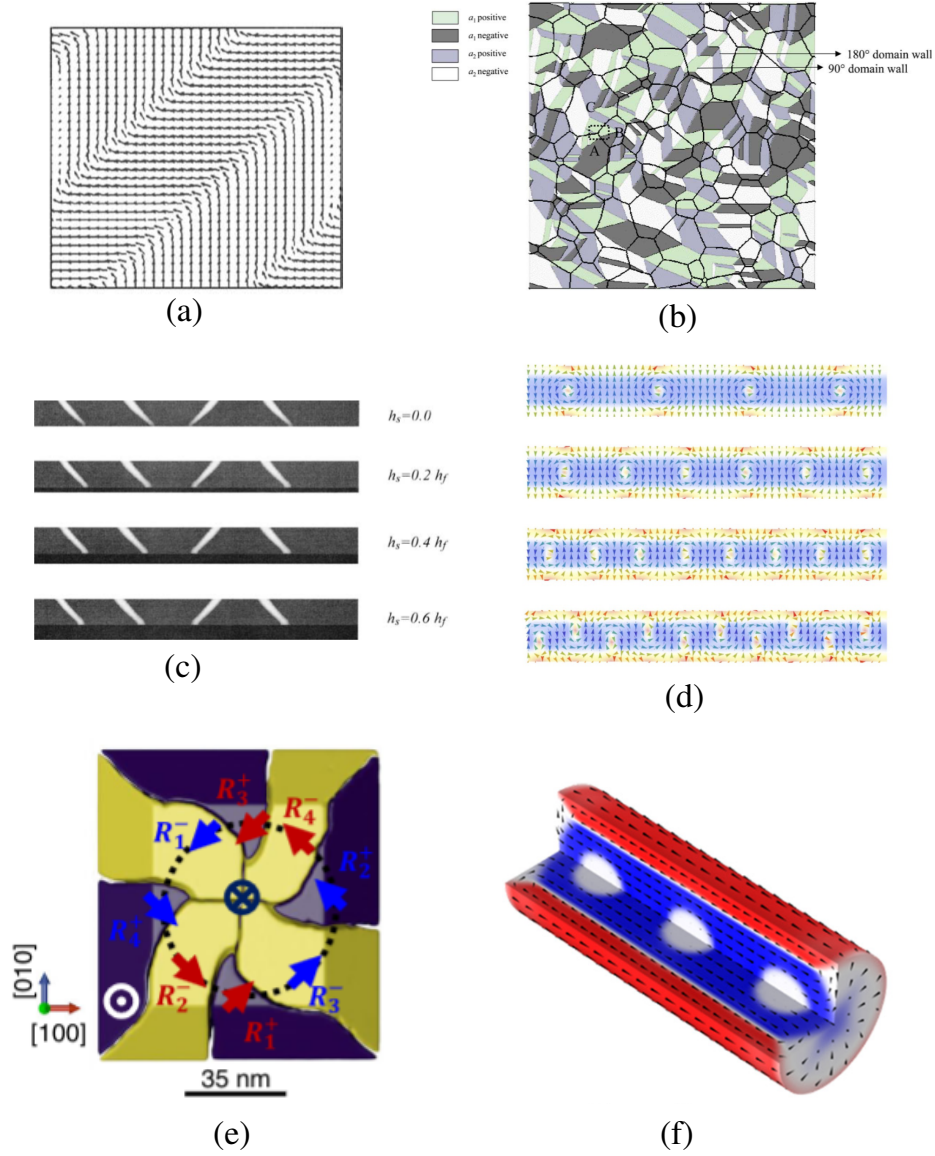 a₁ positive
a₁ negative
a₂ positive
a₂ negative
180° domain wall
90° domain wall
C
B
A
(a)
(b)
hₛ=0.0
hₛ=0.2 h_f
hₛ=0.4 h_f
hₛ=0.6 h_f
(c)
(d)
R₃⁺
R₄⁻
R₁⁻
R₂⁺
R₄⁺
R₂⁻
R₁⁺
R₃⁻
[010]
[100]
35 nm
(e)
(f)